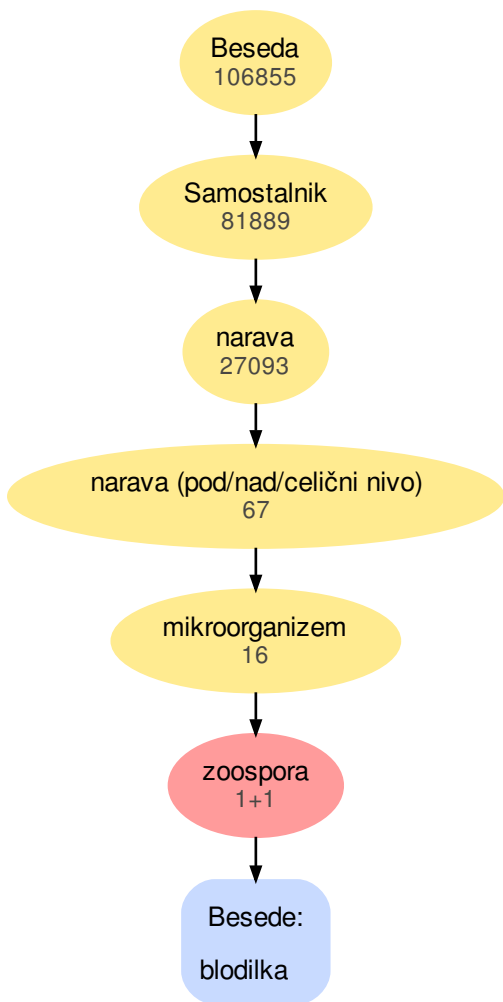 Beseda
106855
Samostalnik
81889
narava
27093
narava (pod/nad/celični nivo)
67
mikroorganizem
16
zoospora
1+1
Besede:
blodilka